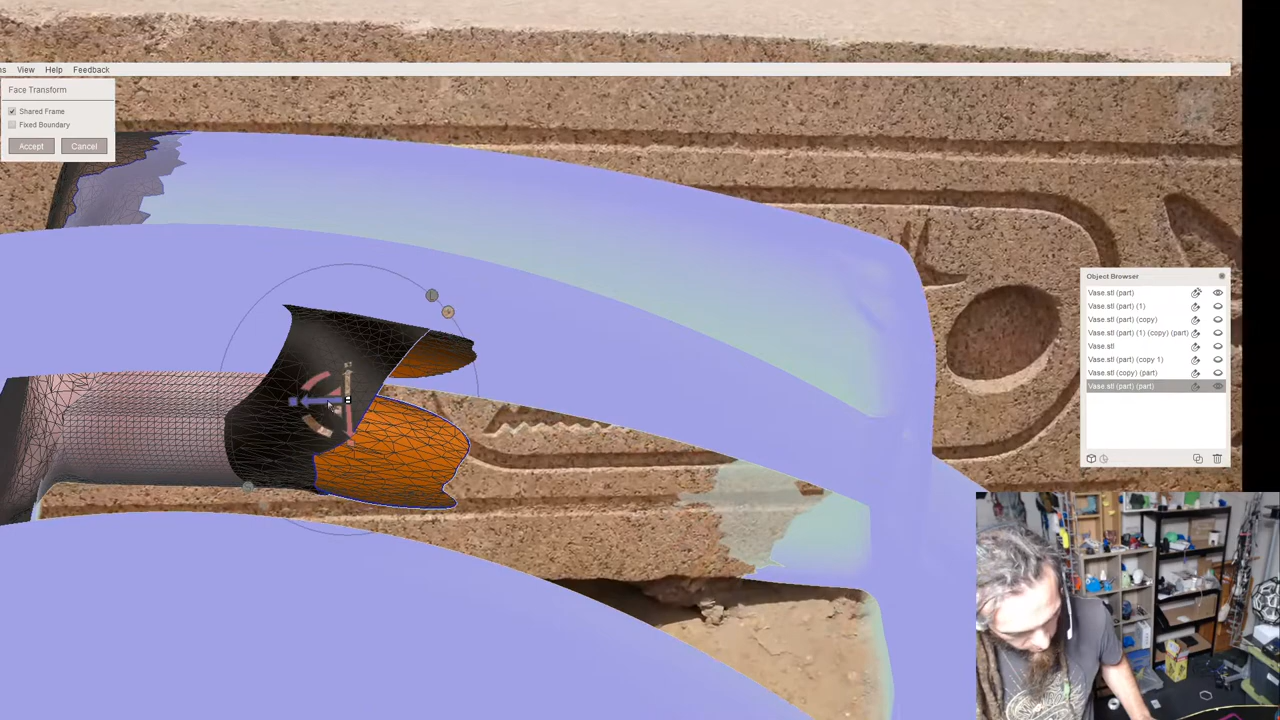 ns View Help Feedback
Face Transform
Shared Frame
Fixed Boundary
Accept Cancel
Object Browser
Vase.stl (part)
Vase.stl (part) (1)
Vase.stl (part) (copy)
Vase.stl (part) (1) (copy) (part)
Vase.stl
Vase.stl (part) (copy 1)
Vase.stl (copy) (part)
Vase.stl (part) (part)